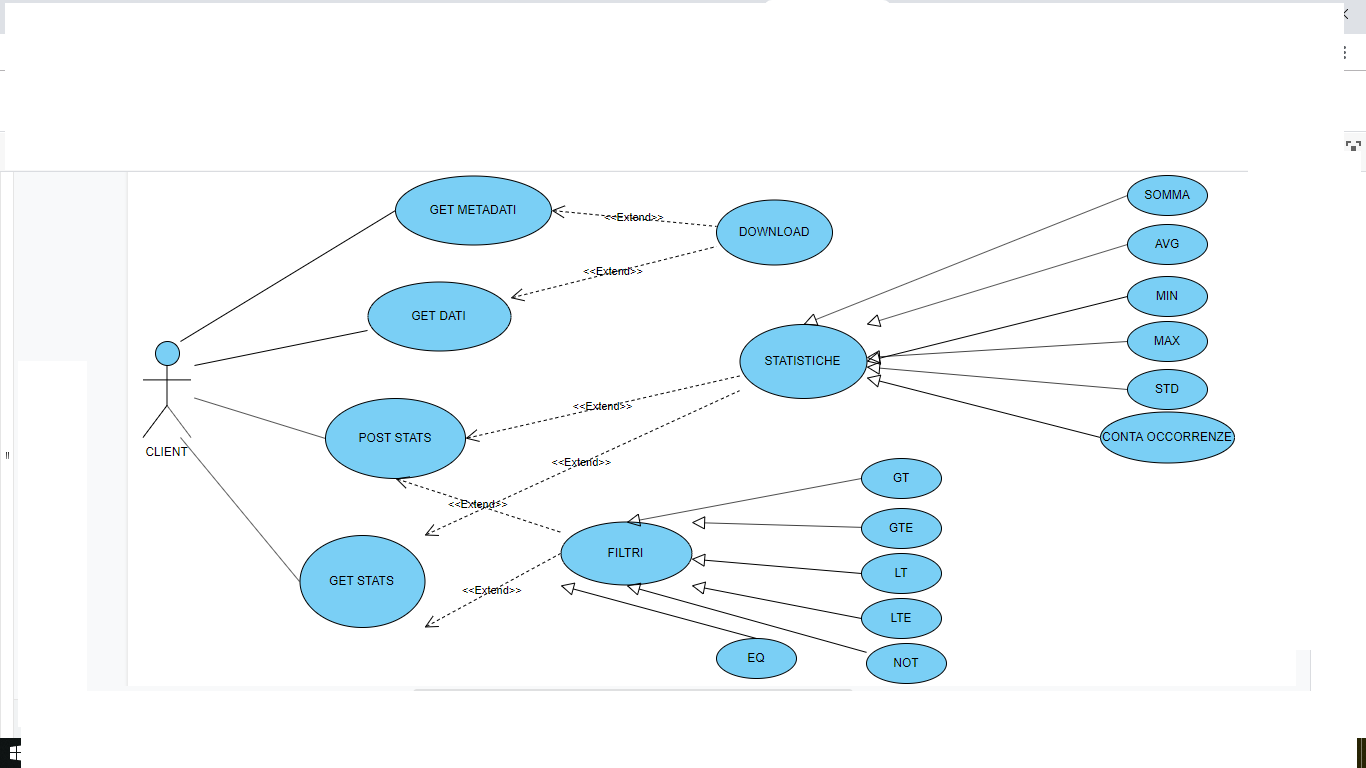 GET METADATI
<<Extend>>
DOWNLOAD
<<Extend>>
GET DATI
SOMMA
AVG
MIN
MAX
STD
CONTA OCCORRENZE
STATISTICHE
<<Extend>>
POST STATS
CLIENT
<<Extend>>
<<Extend>>
GT
GTE
FILTRI
LT
GET STATS
<<Extend>>
LTE
EQ
NOT